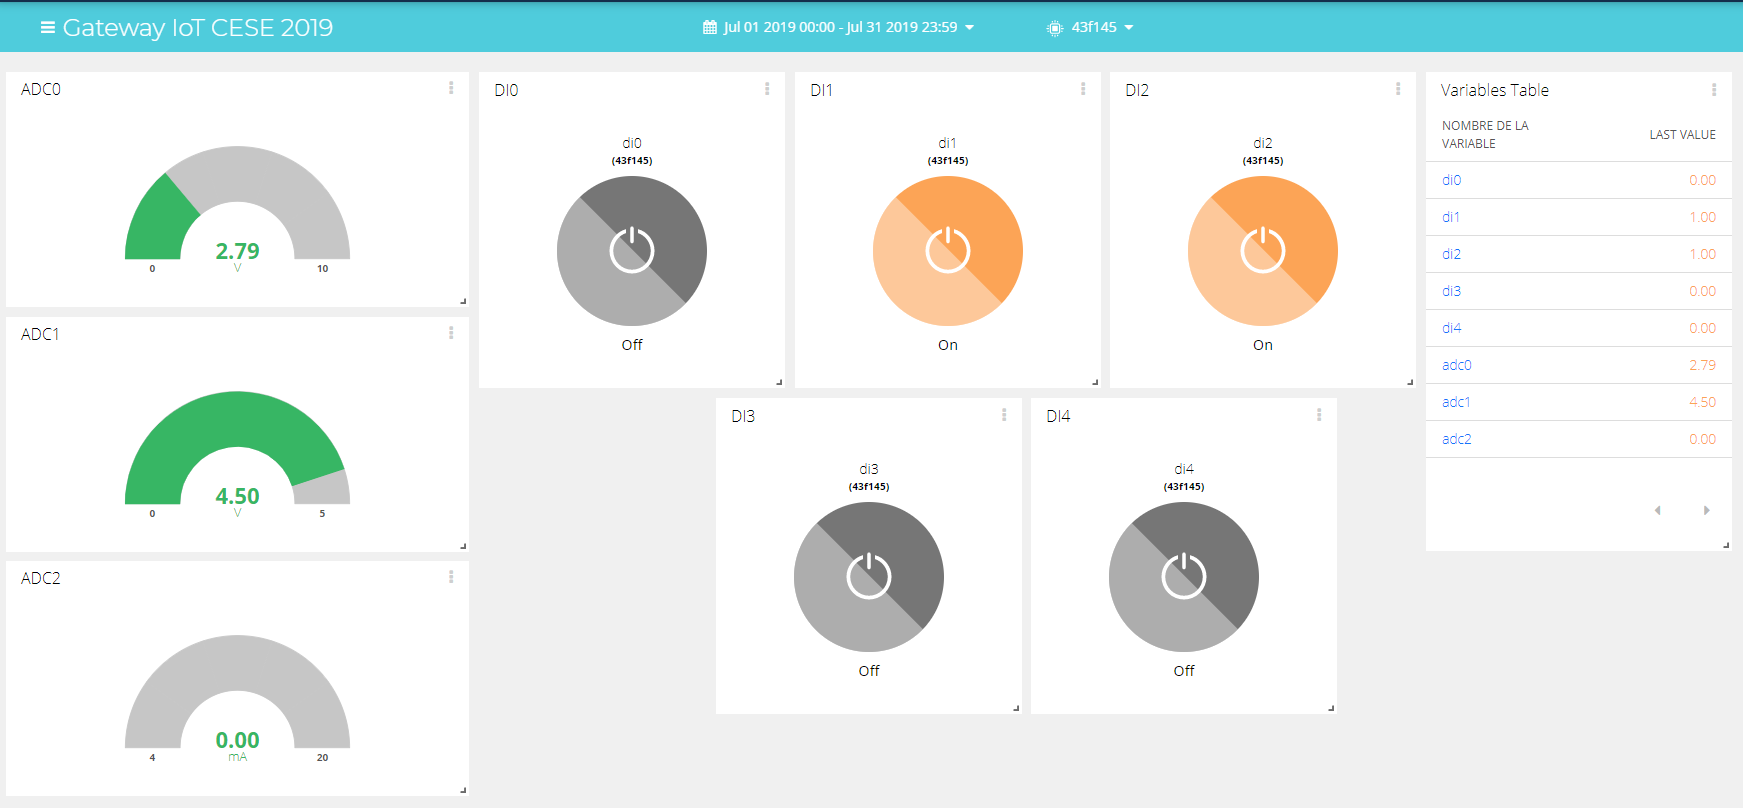 Gateway IoT CESE 2019
Jul 01 2019 00:00 - Jul 31 2019 23:59
43f145
ADC0
2.79
V
0
10
ADC1
4.50
V
0
5
ADC2
0.00
mA
4
20
DI0
di0
(43f145)
Off
DI1
di1
(43f145)
On
DI2
di2
(43f145)
On
DI3
di3
(43f145)
Off
DI4
di4
(43f145)
Off
Variables Table
NOMBRE DE LA
VARIABLE
LAST VALUE
di0 0.00
di1 1.00
di2 1.00
di3 0.00
di4 0.00
adc0 2.79
adc1 4.50
adc2 0.00